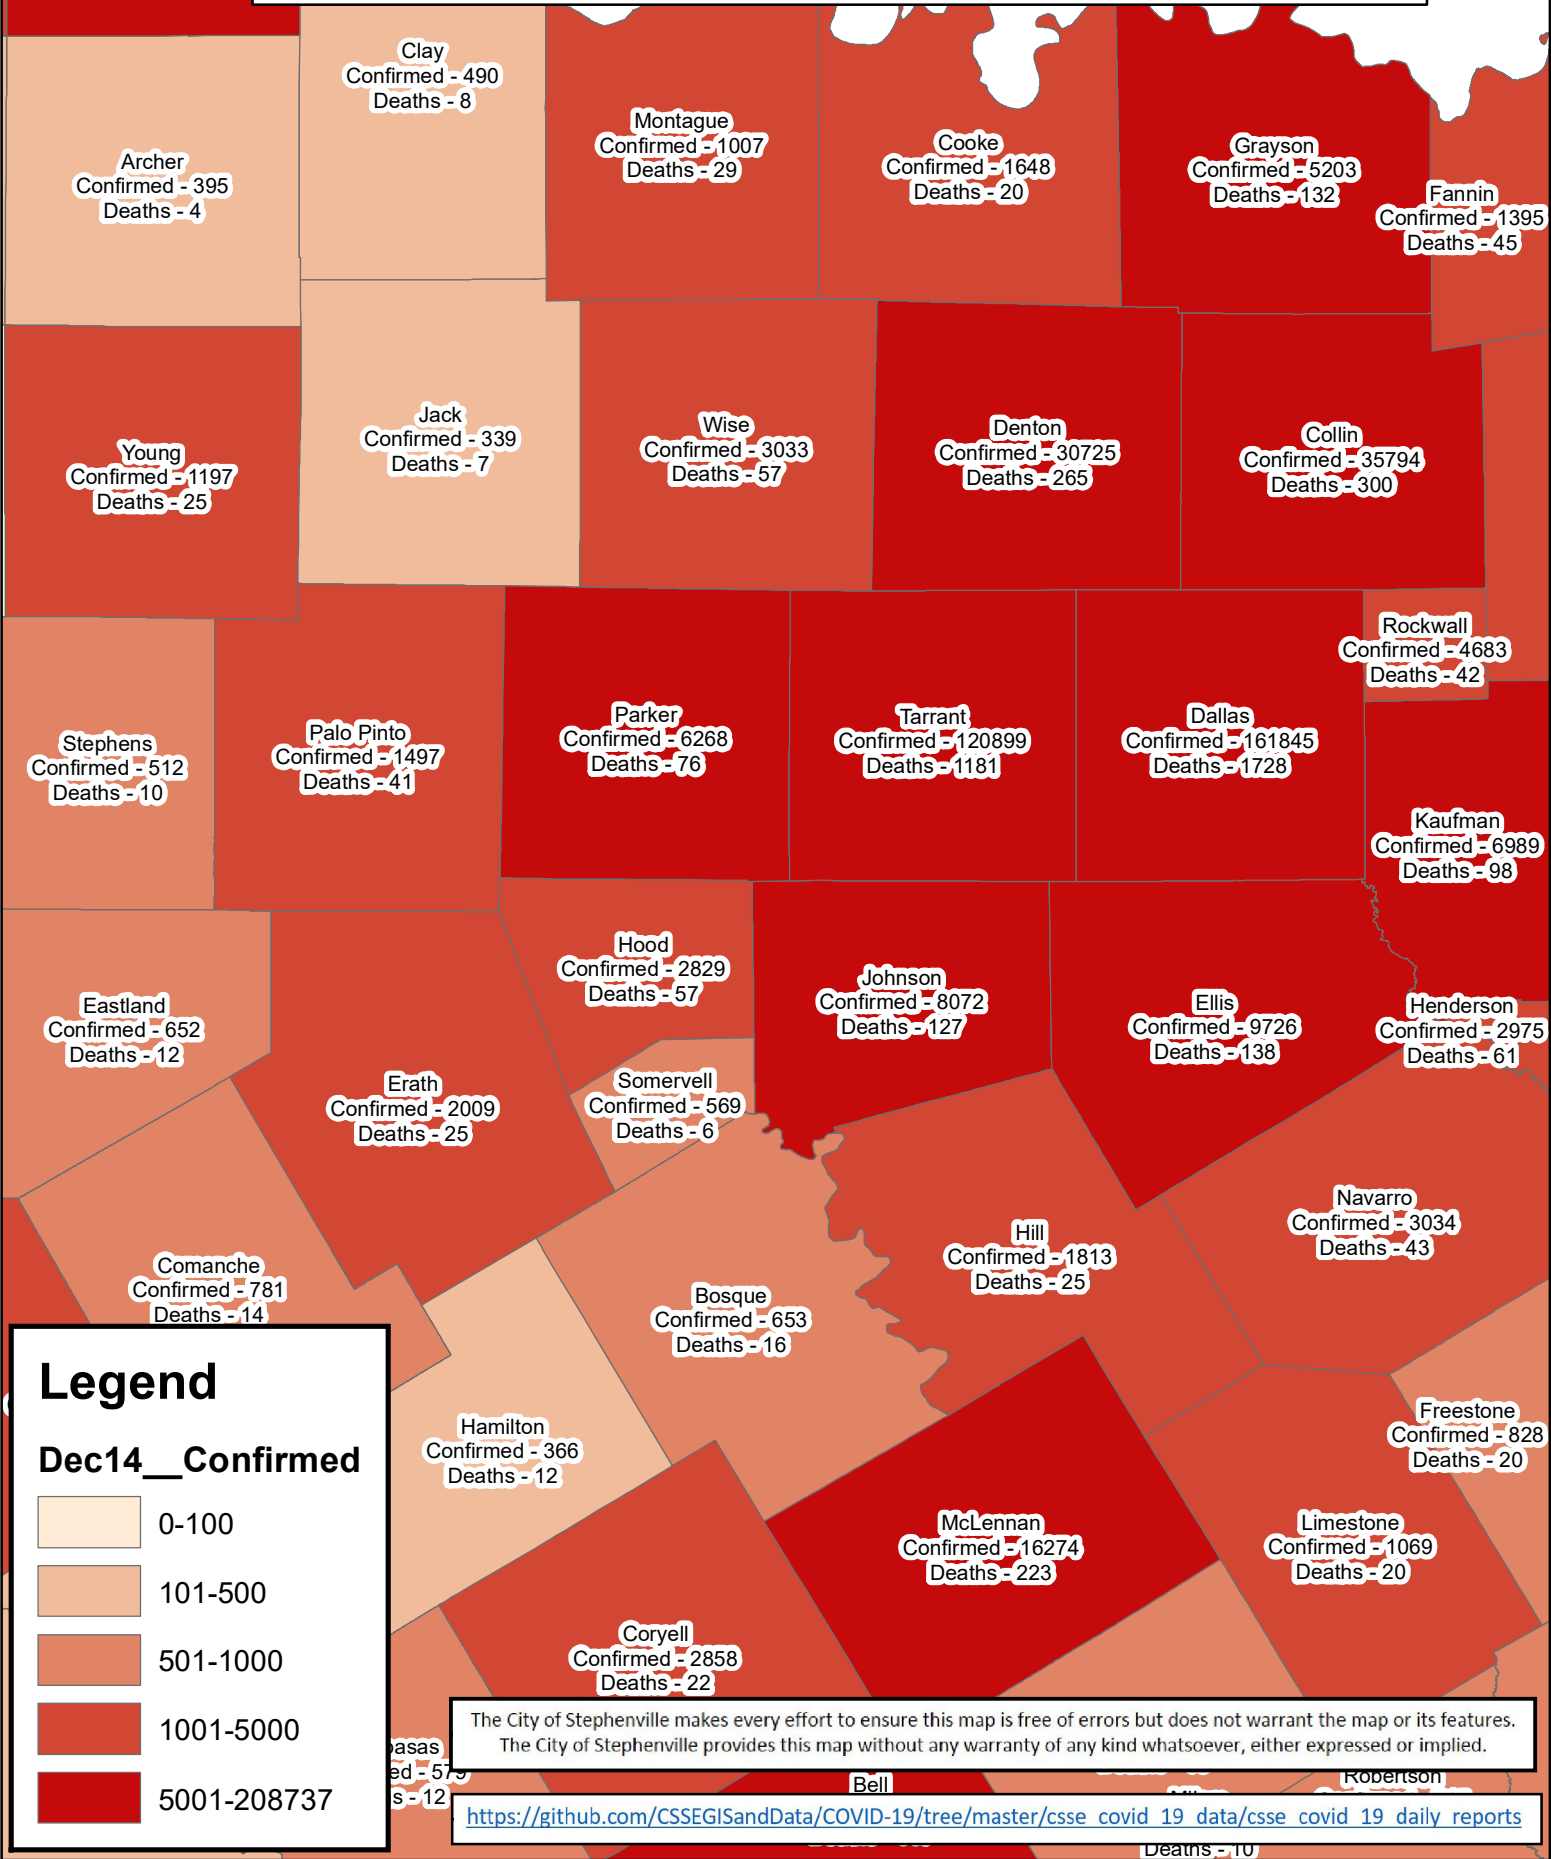 Clay
Confirmed - 490
Deaths - 8
Montague
Confirmed - 1007
Deaths - 29
Cooke
Confirmed - 1648
Deaths - 20
Grayson
Confirmed - 5203
Deaths - 132
Archer
Confirmed - 395
Deaths - 4
Fannin
Confirmed - 1395
Deaths - 45
Young
Confirmed - 1197
Deaths - 25
Jack
Confirmed - 339
Deaths - 7
Wise
Confirmed - 3033
Deaths - 57
Denton
Confirmed - 30725
Deaths - 265
Collin
Confirmed - 35794
Deaths - 300
Rockwall
Confirmed - 4683
Deaths - 42
Stephens
Confirmed - 512
Deaths - 10
Palo Pinto
Confirmed - 1497
Deaths - 41
Parker
Confirmed - 6268
Deaths - 76
Tarrant
Confirmed - 120899
Deaths - 1181
Dallas
Confirmed - 161845
Deaths - 1728
Kaufman
Confirmed - 6989
Deaths - 98
Eastland
Confirmed - 652
Deaths - 12
Hood
Confirmed - 2829
Deaths - 57
Johnson
Confirmed - 8072
Deaths - 127
Ellis
Confirmed - 9726
Deaths - 138
Henderson
Confirmed - 2975
Deaths - 61
Erath
Confirmed - 2009
Deaths - 25
Somervell
Confirmed - 569
Deaths - 6
Navarro
Confirmed - 3034
Deaths - 43
Comanche
Confirmed - 781
Deaths - 14
Bosque
Confirmed - 653
Deaths - 16
Hill
Confirmed - 1813
Deaths - 25
Hamilton
Confirmed - 366
Deaths - 12
Freestone
Confirmed - 828
Deaths - 20
McLennan
Confirmed - 16274
Deaths - 223
Limestone
Confirmed - 1069
Deaths - 20
Coryell
Confirmed - 2858
Deaths - 22
Legend
Dec14__Confirmed
0-100
101-500
501-1000
1001-5000
5001-208737
The City of Stephenville makes every effort to ensure this map is free of errors but does not warrant the map or its features.
The City of Stephenville provides this map without any warranty of any kind whatsoever, either expressed or implied.
asas
ed - 579
s - 12
Bell
Robertson
https://github.com/CSSEGISandData/COVID-19/tree/master/csse_covid_19_data/csse_covid_19_daily_reports
Deaths - 10